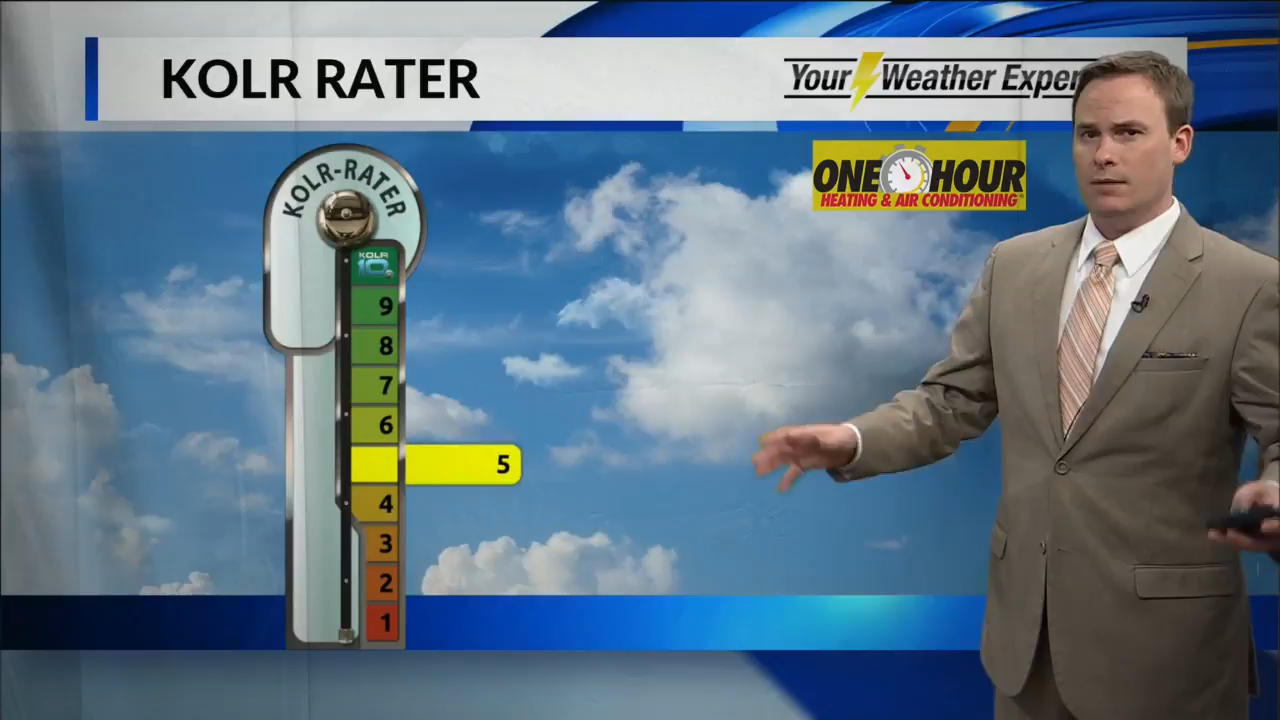 KOLR RATER
Your Weather Exper
ONE HOUR
HEATING & AIR CONDITIONING
KOLR-RATER
KOLR
10
9
8
7
6
5
4
3
2
1